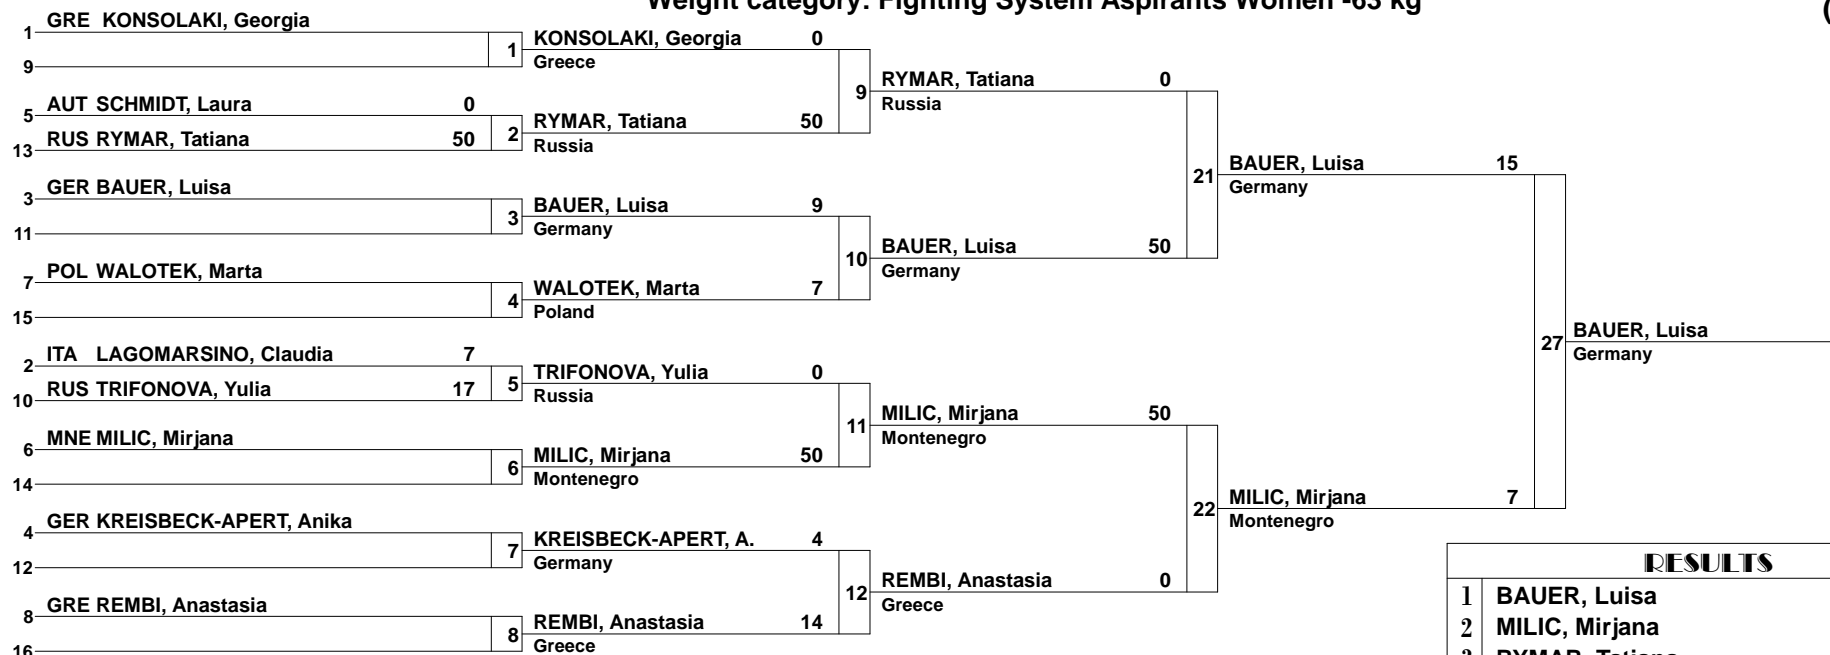 Weight category: Fighting System Aspirants Women -63 kg
(
1 GRE KONSOLAKI, Georgia
9
1 KONSOLAKI, Georgia 0
Greece
5 AUT SCHMIDT, Laura 0
13 RUS RYMAR, Tatiana 50
2 RYMAR, Tatiana 50
Russia
9 RYMAR, Tatiana 0
Russia
3 GER BAUER, Luisa
11
3 BAUER, Luisa 9
Germany
7 POL WALOTEK, Marta
15
4 WALOTEK, Marta 7
Poland
10 BAUER, Luisa 50
Germany
21 BAUER, Luisa 15
Germany
2 ITA LAGOMARSINO, Claudia 7
10 RUS TRIFONOVA, Yulia 17
5 TRIFONOVA, Yulia 0
Russia
6 MNE MILIC, Mirjana
14
6 MILIC, Mirjana 50
Montenegro
11 MILIC, Mirjana 50
Montenegro
4 GER KREISBECK-APERT, Anika
12
7 KREISBECK-APERT, A. 4
Germany
8 GRE REMBI, Anastasia
16
8 REMBI, Anastasia 14
Greece
12 REMBI, Anastasia 0
Greece
22 MILIC, Mirjana 7
Montenegro
27 BAUER, Luisa
Germany
RESULTS
1 BAUER, Luisa
2 MILIC, Mirjana
3 RYMAR, Tatiana